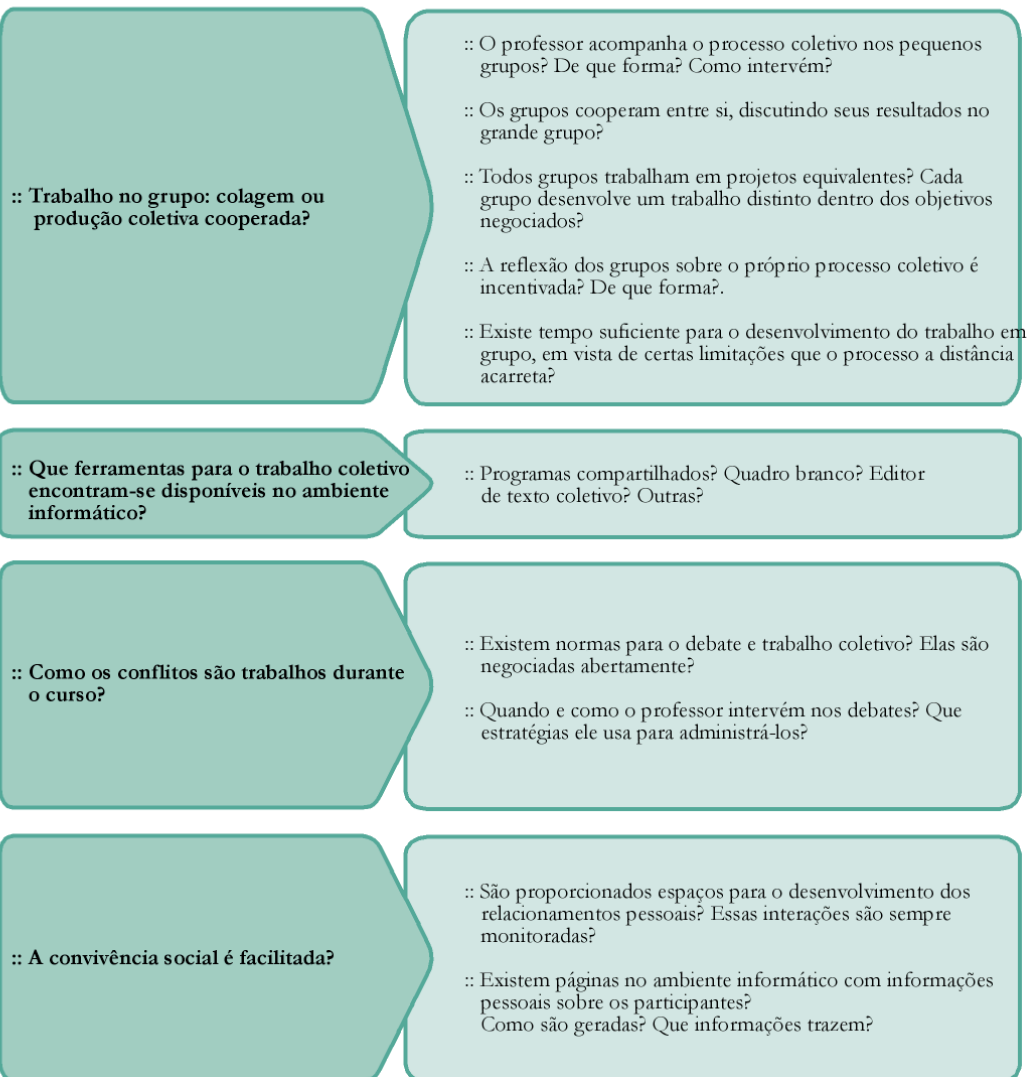 :: Trabalho no grupo: colagem ou
produção coletiva cooperada?
:: O professor acompanha o processo coletivo nos pequenos
grupos? De que forma? Como intervém?
:: Os grupos cooperam entre si, discutindo seus resultados no
grande grupo?
:: Todos grupos trabalham em projetos equivalentes? Cada
grupo desenvolve um trabalho distinto dentro dos objetivos
negociados?
:: A reflexão dos grupos sobre o próprio processo coletivo é
incentivada? De que forma?.
:: Existe tempo suficiente para o desenvolvimento do trabalho em
grupo, em vista de certas limitações que o processo a distância
acarreta?
:: Que ferramentas para o trabalho coletivo
encontram-se disponíveis no ambiente
informático?
:: Programas compartilhados? Quadro branco? Editor
de texto coletivo? Outras?
:: Como os conflitos são trabalhos durante
o curso?
:: Existem normas para o debate e trabalho coletivo? Elas são
negociadas abertamente?
:: Quando e como o professor intervém nos debates? Que
estratégias ele usa para administrá-los?
:: A convivência social é facilitada?
:: São proporcionados espaços para o desenvolvimento dos
relacionamentos pessoais? Essas interações são sempre
monitoradas?
:: Existem páginas no ambiente informático com informações
pessoais sobre os participantes?
Como são geradas? Que informações trazem?